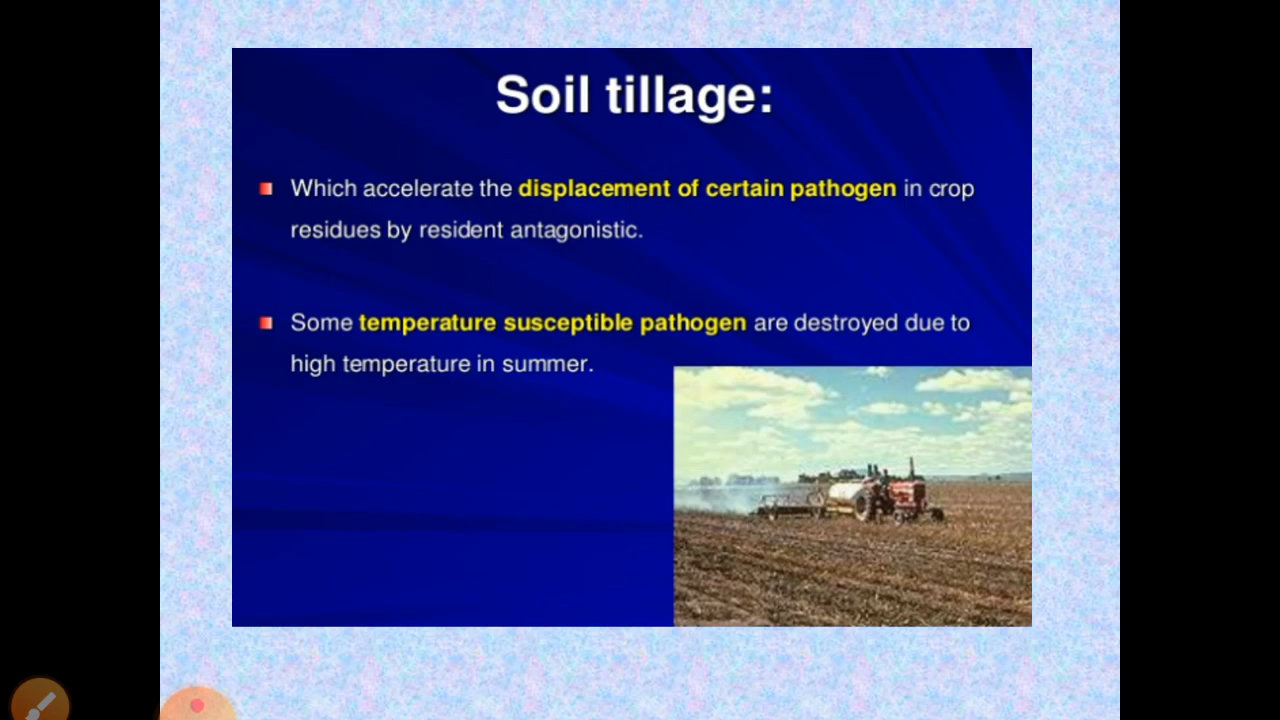 Soil tillage:
Which accelerate the displacement of certain pathogen in crop
residues by resident antagonistic.
Some temperature susceptible pathogen are destroyed due to
high temperature in summer.